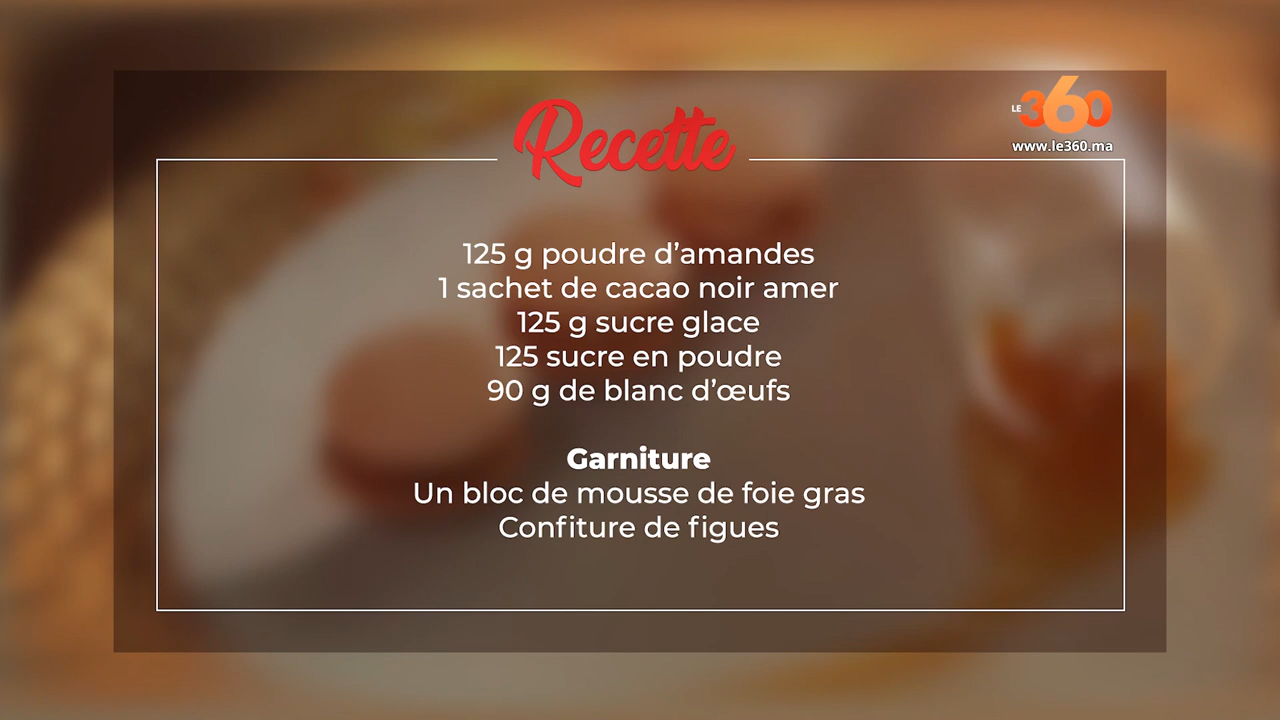 Recette
LE 360
www.le360.ma
125 g poudre d’amandes
1 sachet de cacao noir amer
125 g sucre glace
125 sucre en poudre
90 g de blanc d’œufs
Garniture
Un bloc de mousse de foie gras
Confiture de figues